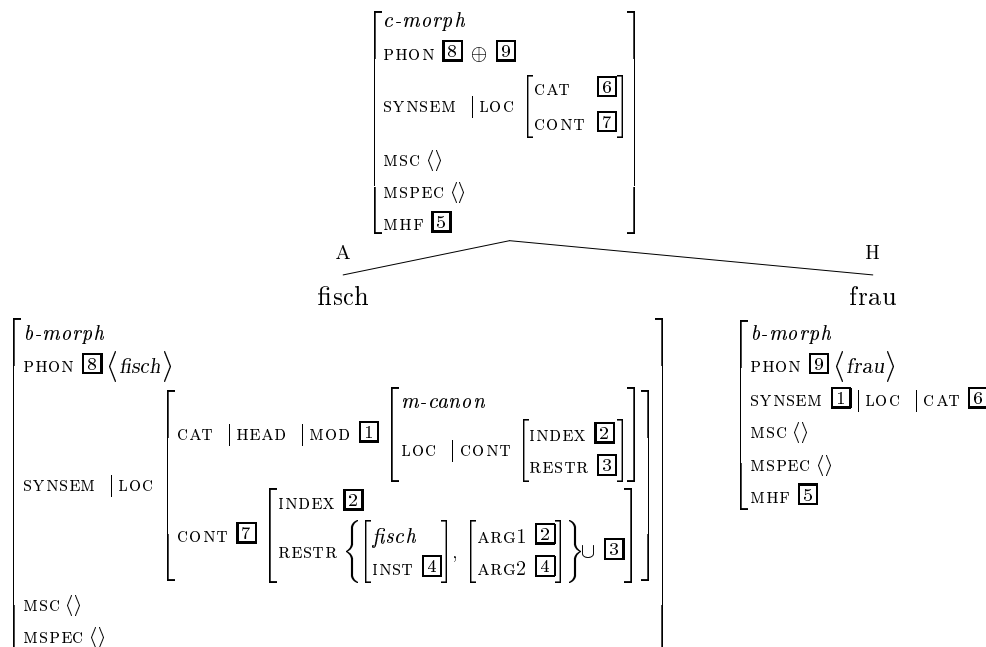 c-morph
PHON 8 ⊕ 9
SYNSEM |LOC [CAT 6
CONT 7]
MSC ⟨⟩
MSPEC ⟨⟩
MHF 5
A H
fisch frau
b-morph
PHON 8 ⟨fisch⟩
SYNSEM |LOC
CAT |HEAD |MOD 1
m-canon
LOC |CONT [INDEX 2
RESTR 3]
CONT 7
INDEX 2
RESTR { [fisch
INST 4], [ARG1 2
ARG2 4] } ∪ 3
MSC ⟨⟩
MSPEC ⟨⟩
b-morph
PHON 9 ⟨frau⟩
SYNSEM 1 |LOC |CAT 6
MSC ⟨⟩
MSPEC ⟨⟩
MHF 5